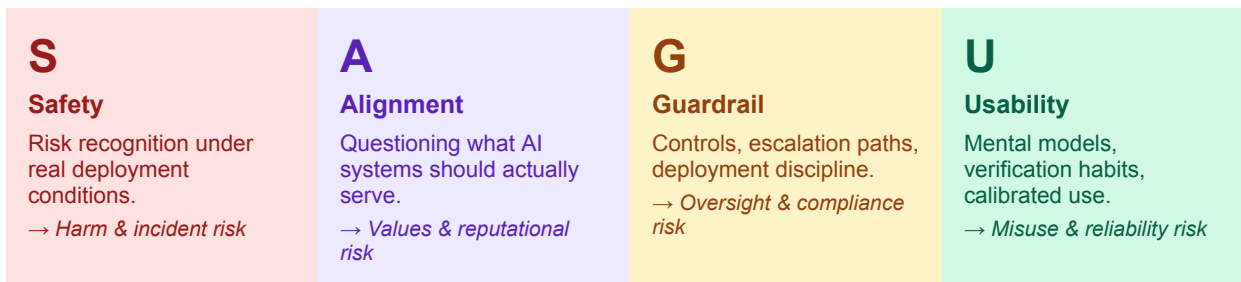 S
Safety
Risk recognition under
real deployment
conditions.
→ Harm & incident risk
A
Alignment
Questioning what AI
systems should actually
serve.
→ Values & reputational
risk
G
Guardrail
Controls, escalation paths,
deployment discipline.
→ Oversight & compliance
risk
U
Usability
Mental models,
verification habits,
calibrated use.
→ Misuse & reliability risk